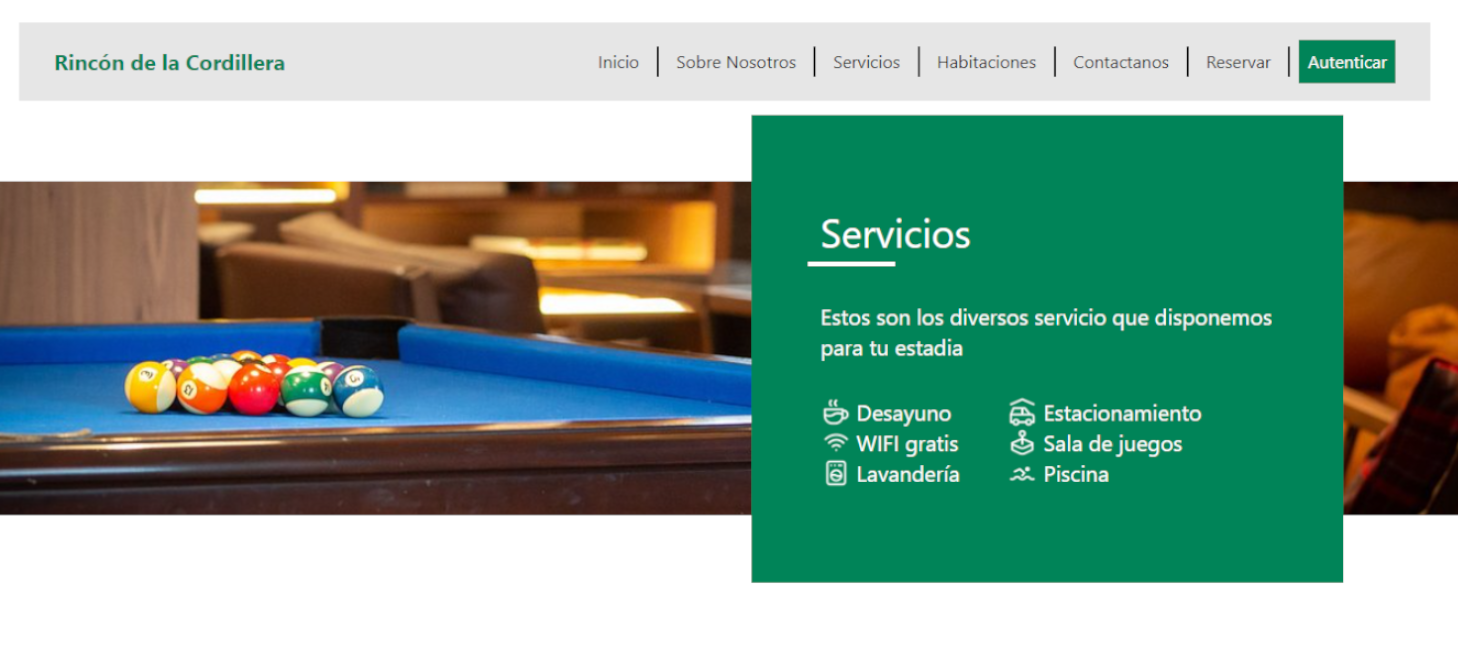 Rincón de la Cordillera
Inicio Sobre Nosotros Servicios Habitaciones Contactanos Reservar Autenticar
Servicios
Estos son los diversos servicio que disponemos
para tu estadia
Desayuno Estacionamiento
WIFI gratis Sala de juegos
Lavandería Piscina